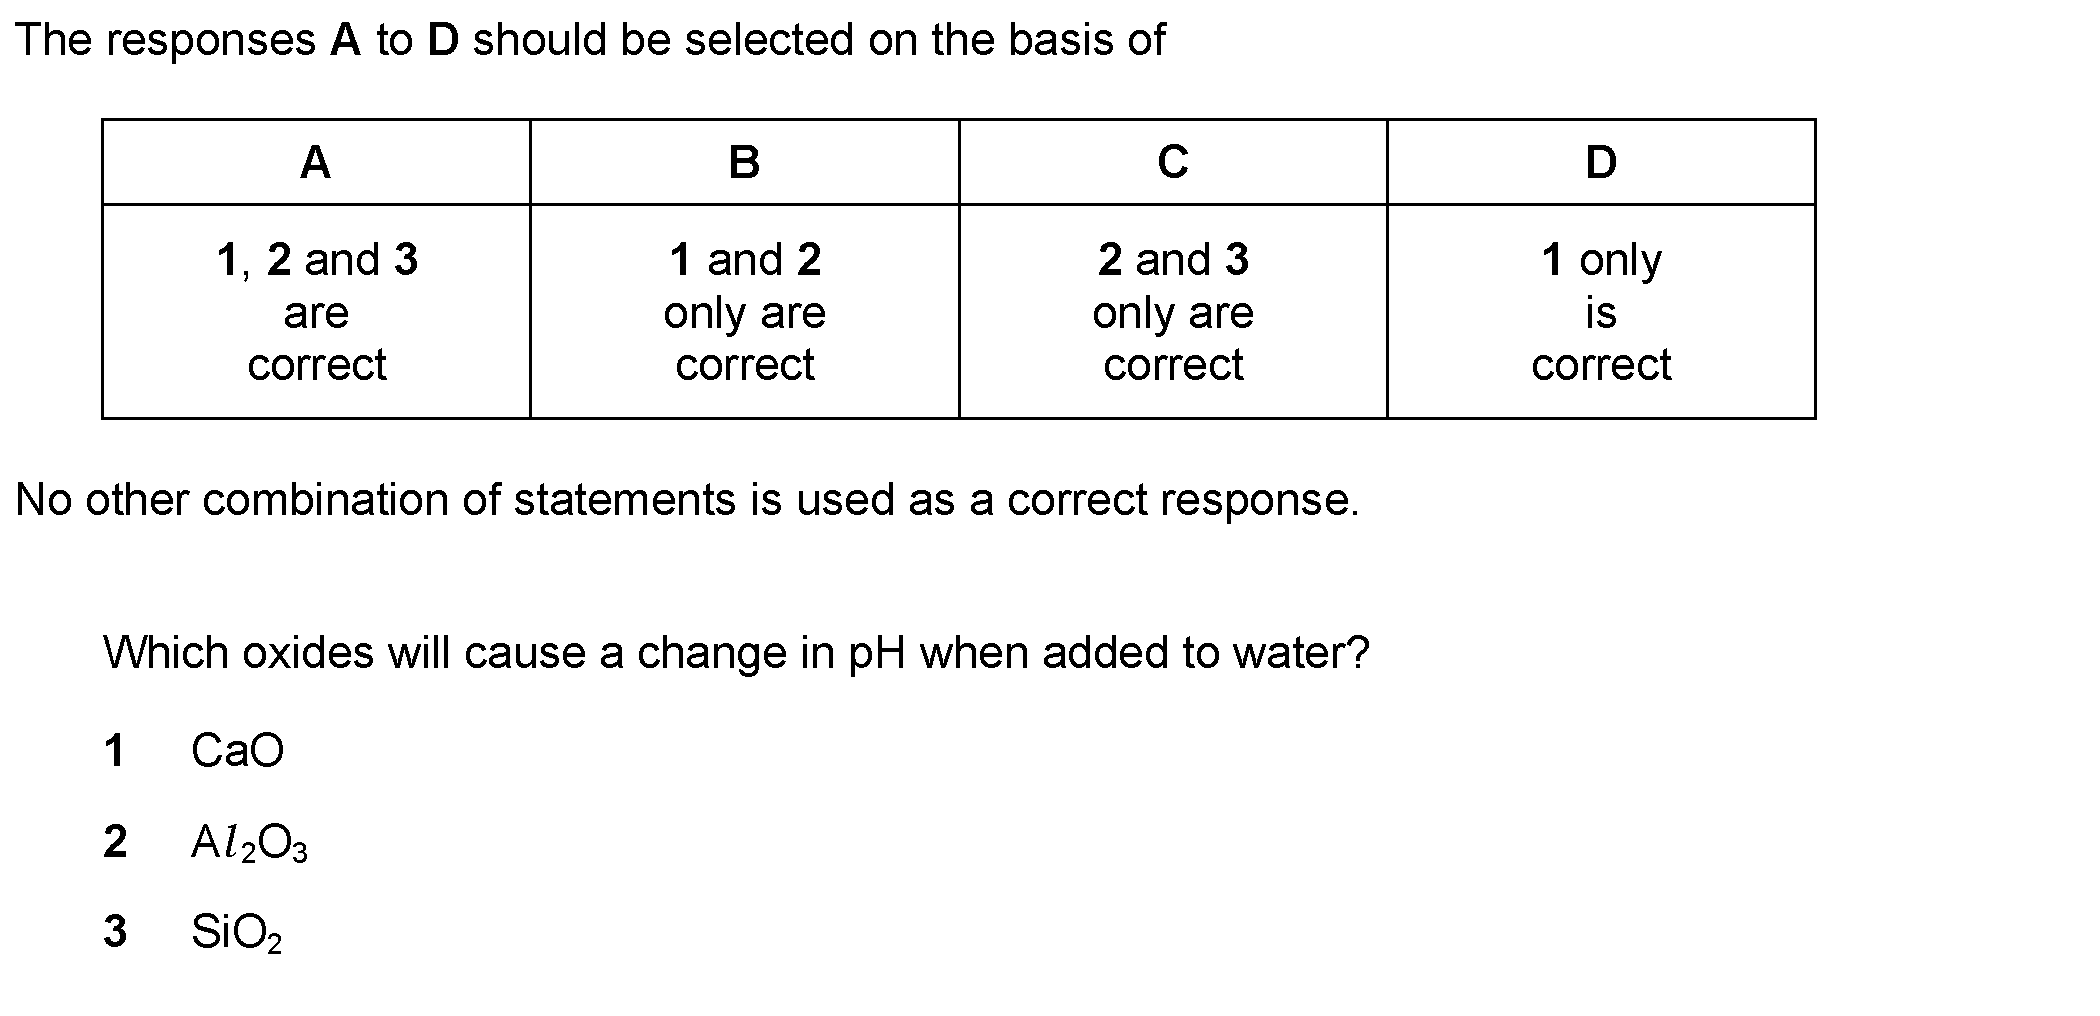 The responses A to D should be selected on the basis of
A B C D
1, 2 and 3 1 and 2 2 and 3 1 only
are only are only are is
correct correct correct correct
No other combination of statements is used as a correct response.
Which oxides will cause a change in pH when added to water?
1 CaO
2 Al₂O₃
3 SiO₂